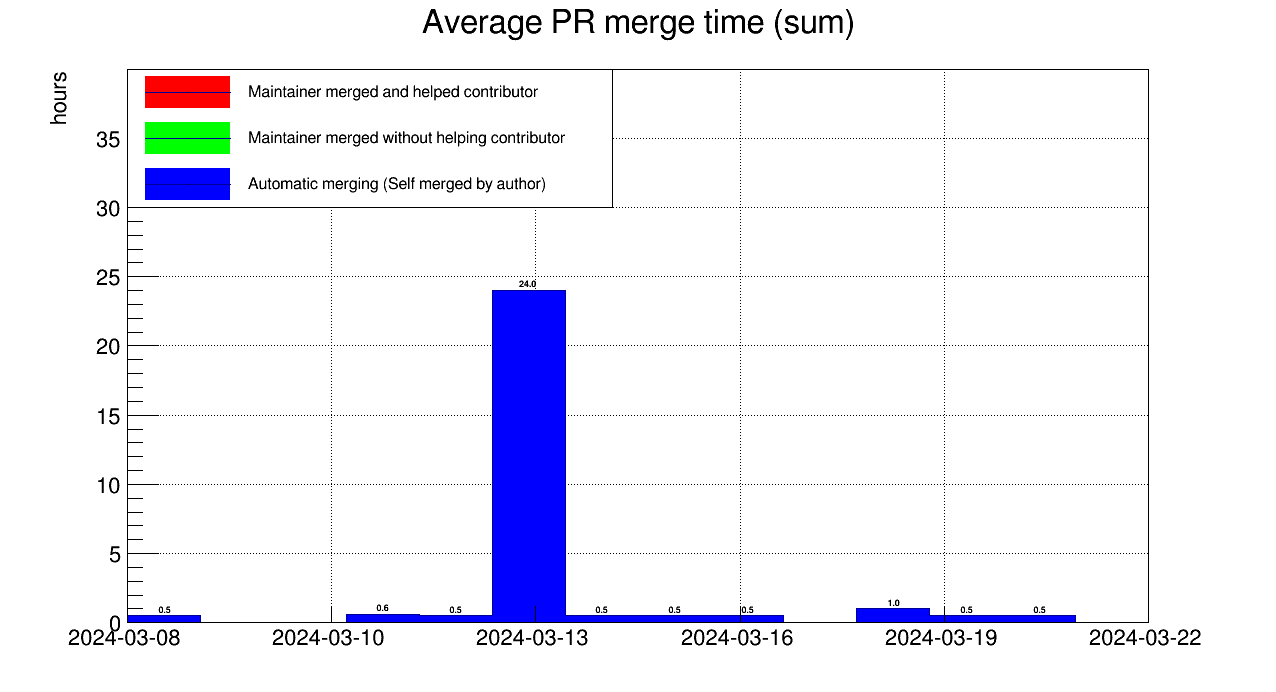 Average PR merge time (sum)
hours
Maintainer merged and helped contributor
Maintainer merged without helping contributor
Automatic merging (Self merged by author)
35
30
25
24.0
20
15
10
5
0.5 0.6 0.5 0.5 0.5 0.5 1.0 0.5 0.5
0
2024-03-08 2024-03-10 2024-03-13 2024-03-16 2024-03-19 2024-03-22